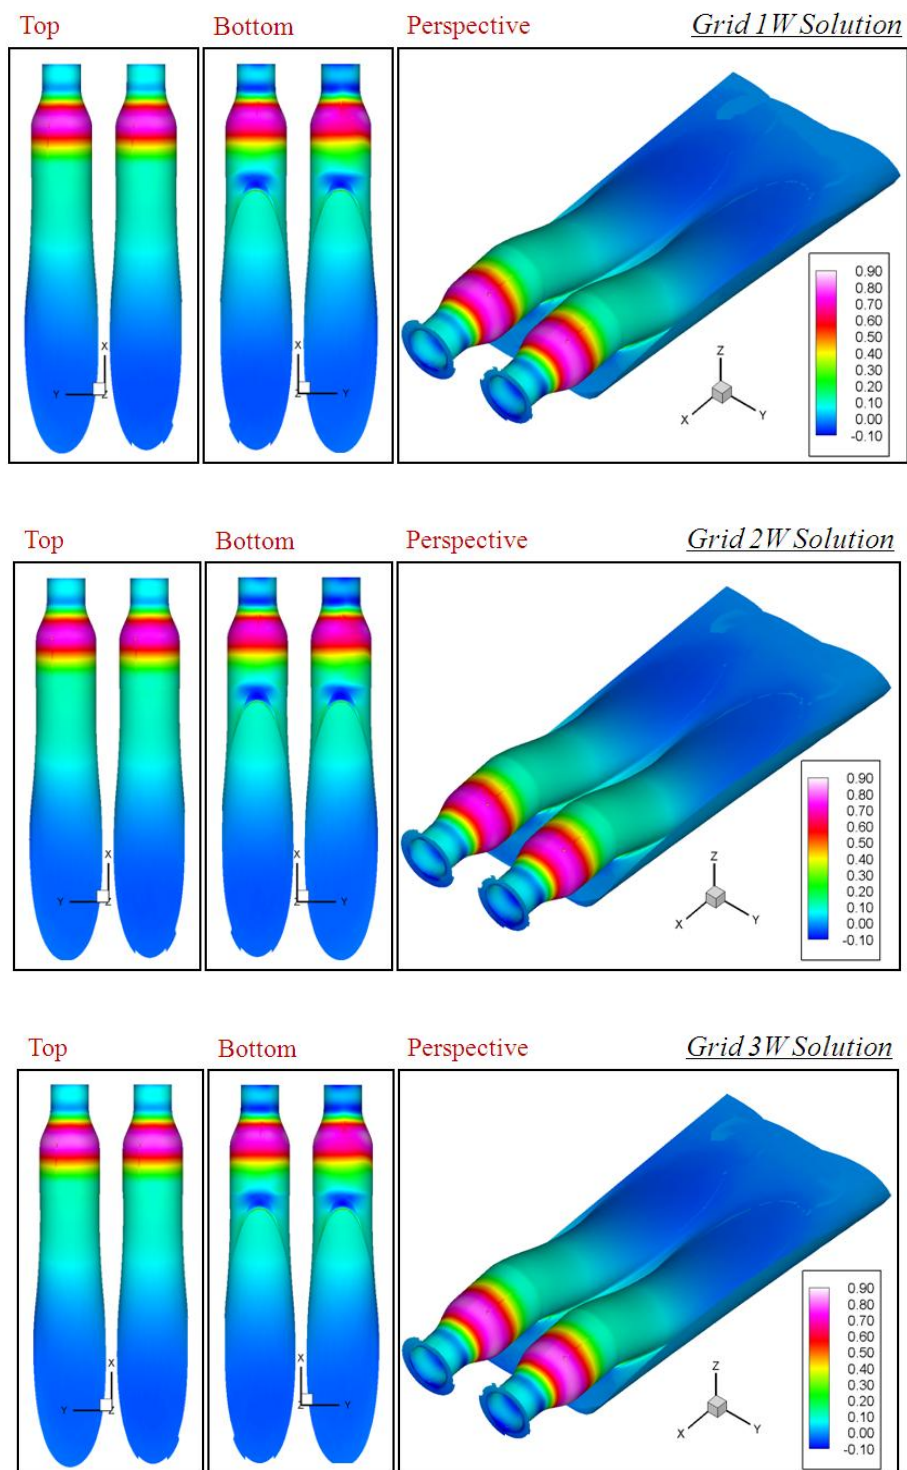 Top Bottom Perspective Grid 1W Solution
X
Y Z
X
Z Y
0.90
0.80
0.70
0.60
0.50
0.40
0.30
0.20
0.10
0.00
-0.10
Z
X Y
Top Bottom Perspective Grid 2W Solution
X
Y Z
X
Z Y
0.90
0.80
0.70
0.60
0.50
0.40
0.30
0.20
0.10
0.00
-0.10
Z
X Y
Top Bottom Perspective Grid 3W Solution
X
Y Z
X
Z Y
0.90
0.80
0.70
0.60
0.50
0.40
0.30
0.20
0.10
0.00
-0.10
Z
X Y